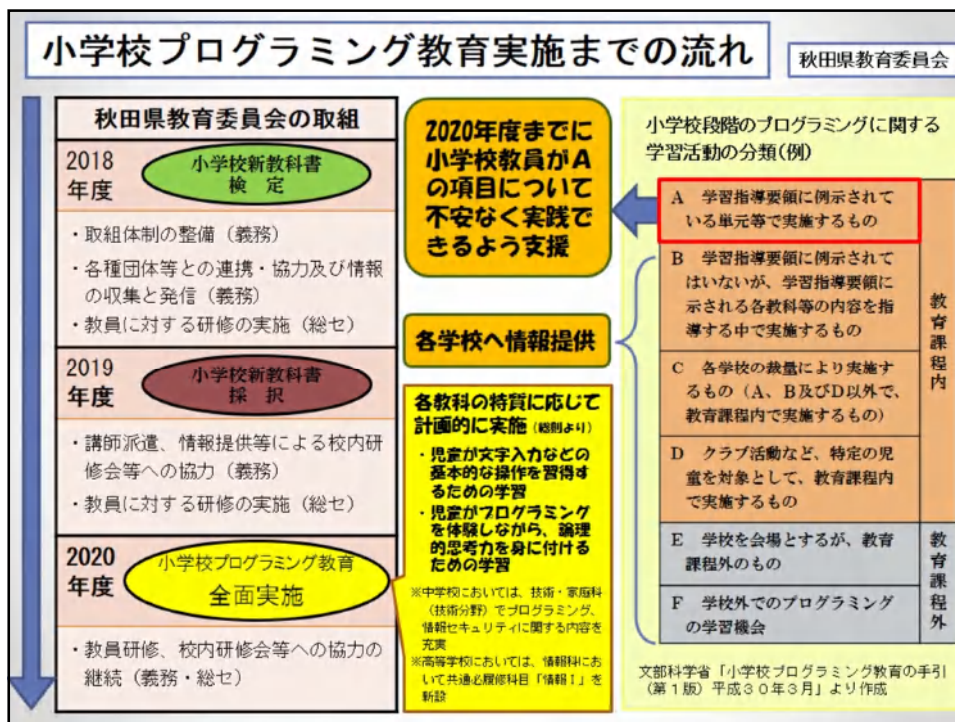 小学校プログラミング教育実施までの流れ
秋田県教育委員会
秋田県教育委員会の取組
2018
年度
小学校新教科書
検 定
・取組体制の整備（義務）
・各種団体等との連携・協力及び情報
の収集と発信（義務）
・教員に対する研修の実施（総セ）
2019
年度
小学校新教科書
採 択
・講師派遣、情報提供等による校内研
修会等への協力（義務）
・教員に対する研修の実施（総セ）
2020
年度
小学校プログラミング教育
全面実施
・教員研修、校内研修会等への協力の
継続（義務・総セ）
2020年度までに
小学校教員がA
の項目について
不安なく実践で
きるよう支援
各学校へ情報提供
各教科の特質に応じて
計画的に実施（総則より）
・児童が文字入力などの
基本的な操作を習得す
るための学習
・児童がプログラミング
を体験しながら、論理
的思考力を身に付ける
ための学習
※中学校においては、技術・家庭科
（技術分野）でプログラミング、
情報セキュリティに関する内容を
充実
※高等学校においては、情報科にお
いて共通必履修科目「情報Ⅰ」を
新設
小学校段階のプログラミングに関する
学習活動の分類（例）
A 学習指導要領に例示されて
いる単元等で実施するもの
B 学習指導要領に例示されて
はいないが、学習指導要領に
示される各教科等の内容を指
導する中で実施するもの
C 各学校の裁量により実施す
るもの（A、B及びD以外で、
教育課程内で実施するもの）
D クラブ活動など、特定の児
童を対象として、教育課程内
で実施するもの
教育課程内
E 学校を会場とするが、教育
課程外のもの
F 学校外でのプログラミング
の学習機会
教育課程外
文部科学省「小学校プログラミング教育の手引
（第１版）平成３０年３月」より作成